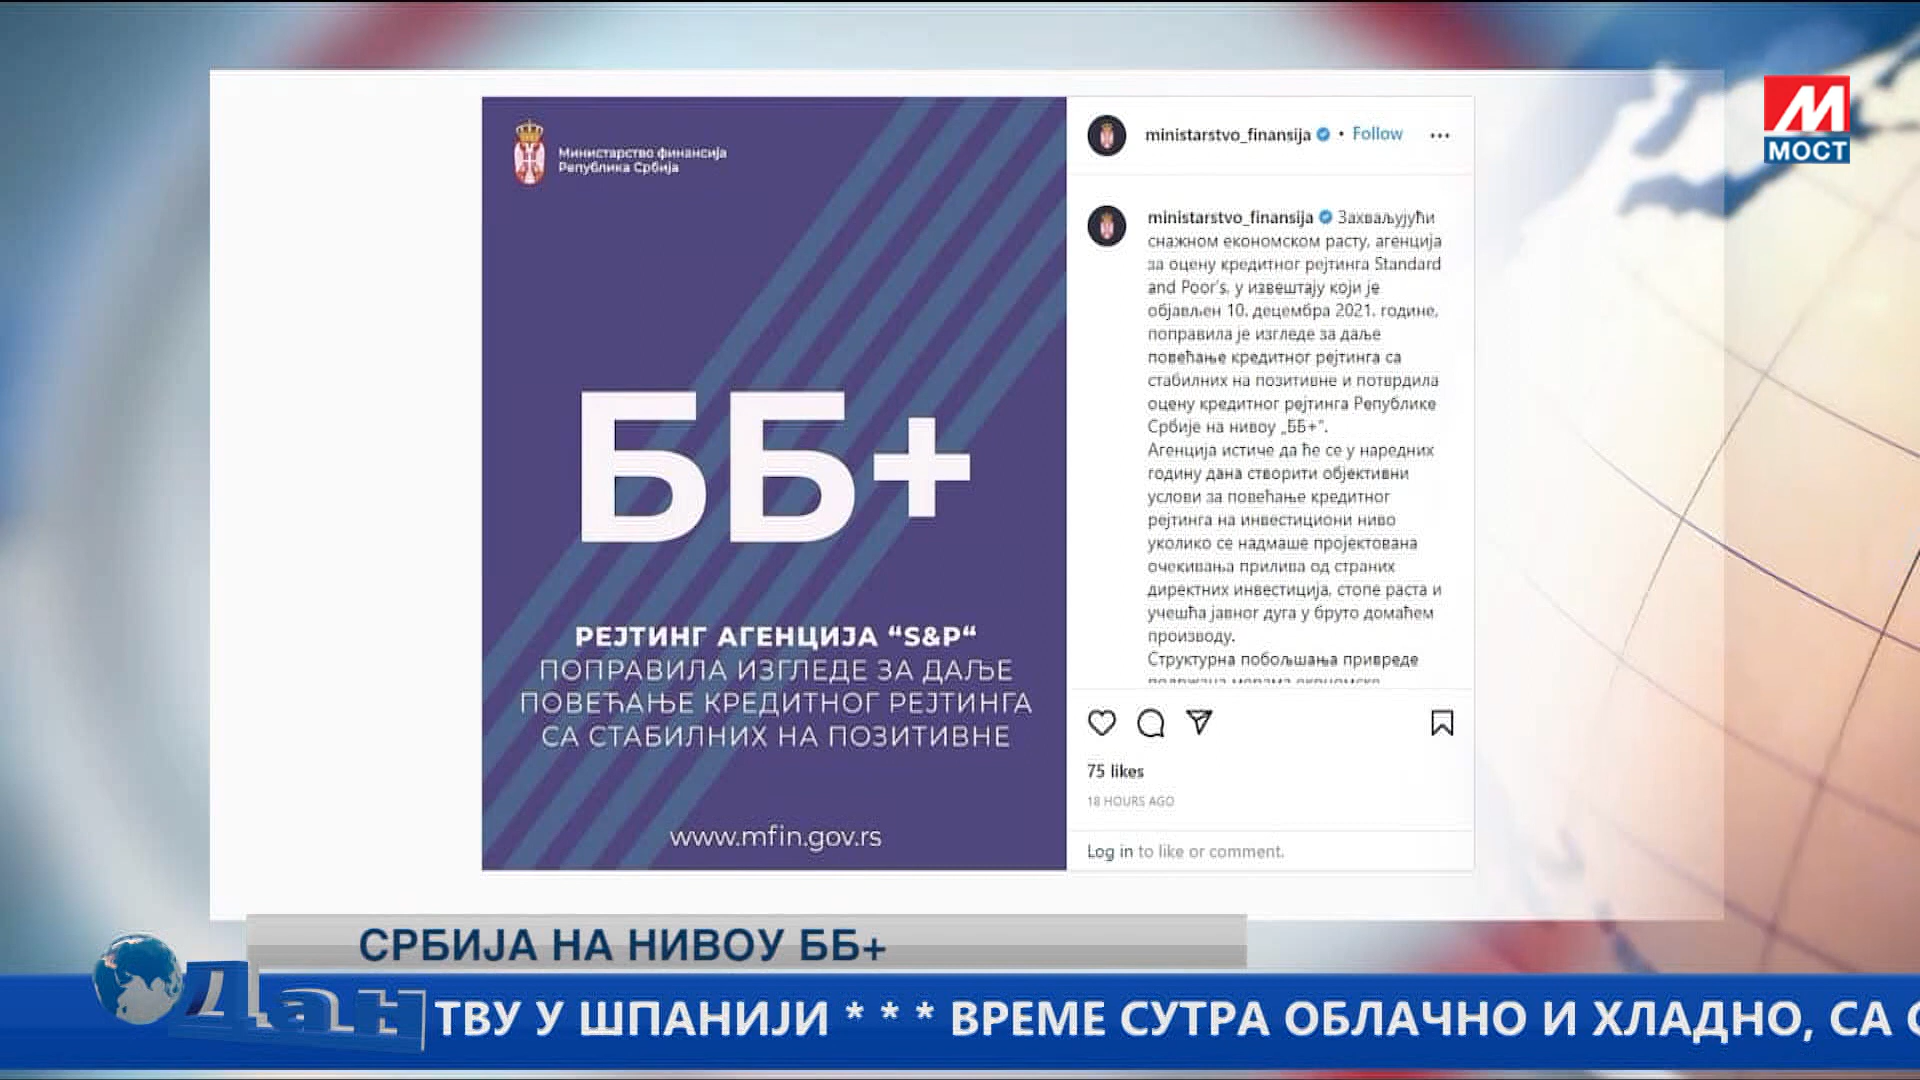 М
МОСТ
Министарство финансија
Република Србија
ББ+
РЕЈТИНГ АГЕНЦИЈА “S&P“
ПОПРАВИЛА ИЗГЛЕДЕ ЗА ДАЉЕ
ПОВЕЋАЊЕ КРЕДИТНОГ РЕЈТИНГА
СА СТАБИЛНИХ НА ПОЗИТИВНЕ
www.mfin.gov.rs
ministarstvo_finansija • Follow ...
ministarstvo_finansija Захваљујући
снажном економском расту, агенција
за оцену кредитног рејтинга Standard
and Poor's, у извештају који је
објављен 10. децембра 2021. године,
поправила је изгледе за даље
повећање кредитног рејтинга са
стабилних на позитивне и потврдила
оцену кредитног рејтинга Републике
Србије на нивоу „ББ+”.
Агенција истиче да ће се у наредних
годину дана створити објективни
услови за повећање кредитног
рејтинга на инвестициони ниво
уколико се надмаше пројектована
очекивања прилива од страних
директних инвестиција, стопе раста и
учешћа јавног дуга у бруто домаћем
производу.
Структурна побољшања привреде
75 likes
18 HOURS AGO
Log in to like or comment.
СРБИЈА НА НИВОУ ББ+
Дан
ТВУ У ШПАНИЈИ * * * ВРЕМЕ СУТРА ОБЛАЧНО И ХЛАДНО, СА